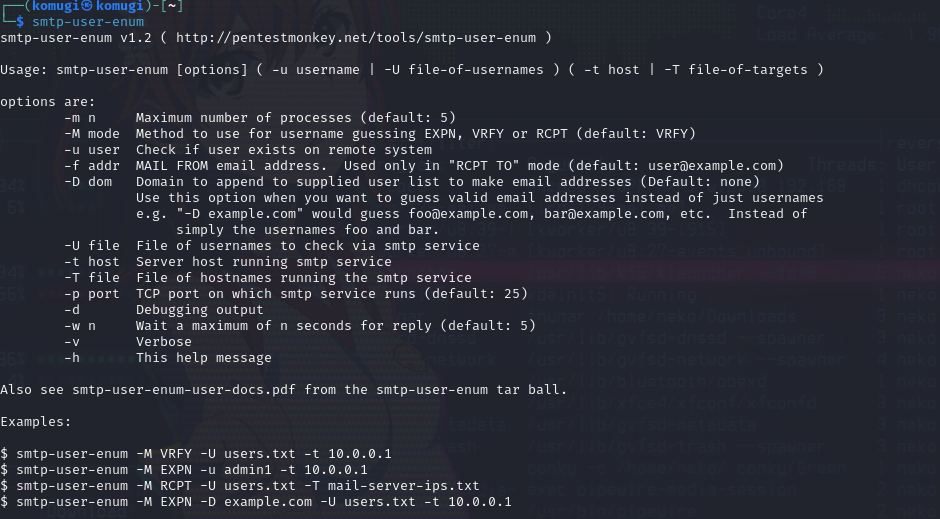 ┌──(komugi㉿komugi)-[~]
└─$ smtp-user-enum
smtp-user-enum v1.2 ( http://pentestmonkey.net/tools/smtp-user-enum )

Usage: smtp-user-enum [options] ( -u username | -U file-of-usernames ) ( -t host | -T file-of-targets )

options are:
        -m n     Maximum number of processes (default: 5)
        -M mode  Method to use for username guessing EXPN, VRFY or RCPT (default: VRFY)
        -u user  Check if user exists on remote system
        -f addr  MAIL FROM email address.  Used only in "RCPT TO" mode (default: user@example.com)
        -D dom   Domain to append to supplied user list to make email addresses (Default: none)
                 Use this option when you want to guess valid email addresses instead of just usernames
                 e.g. "-D example.com" would guess foo@example.com, bar@example.com, etc.  Instead of
                      simply the usernames foo and bar.
        -U file  File of usernames to check via smtp service
        -t host  Server host running smtp service
        -T file  File of hostnames running the smtp service
        -p port  TCP port on which smtp service runs (default: 25)
        -d       Debugging output
        -w n     Wait a maximum of n seconds for reply (default: 5)
        -v       Verbose
        -h       This help message

Also see smtp-user-enum-user-docs.pdf from the smtp-user-enum tar ball.

Examples:

$ smtp-user-enum -M VRFY -U users.txt -t 10.0.0.1
$ smtp-user-enum -M EXPN -u admin1 -t 10.0.0.1
$ smtp-user-enum -M RCPT -U users.txt -T mail-server-ips.txt
$ smtp-user-enum -M EXPN -D example.com -U users.txt -t 10.0.0.1